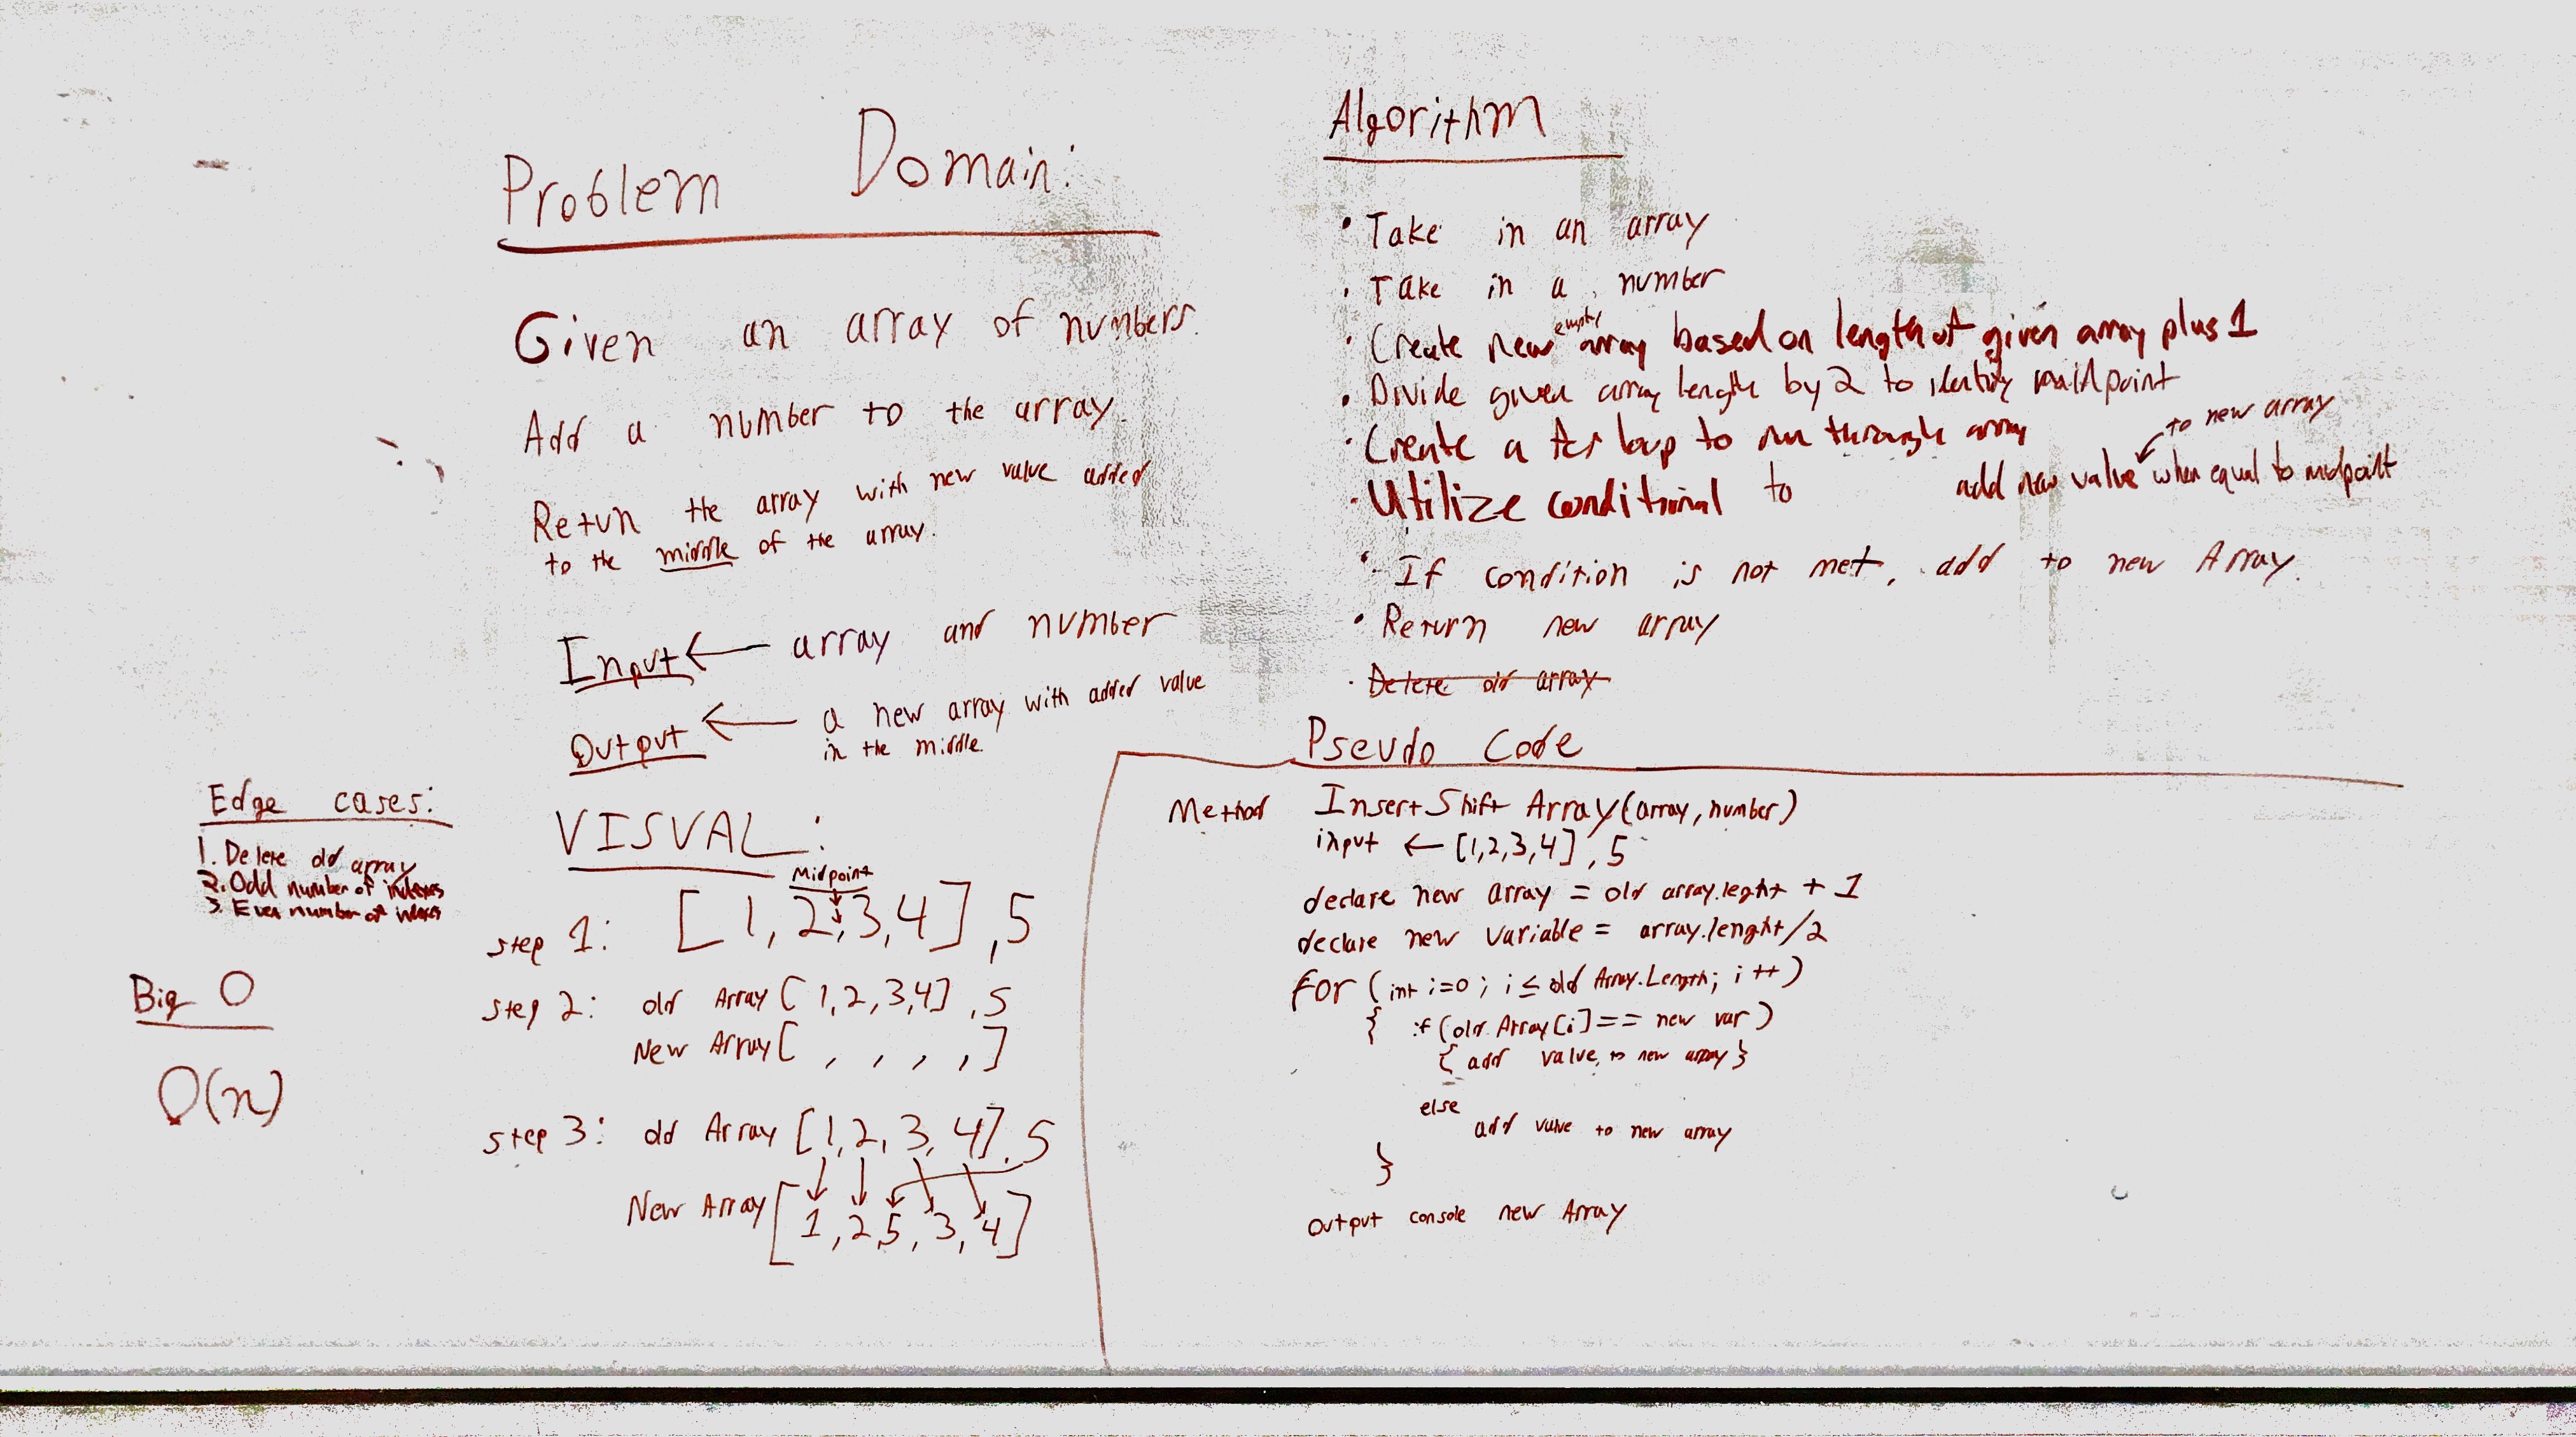 Problem Domain:
Given an array of numbers.
Add a number to the array.
Retun the array with new value added
to the middle of the array.
Input ← array and number
Output ← a new array with added value
in the middle.
Edge cases:
1. Delete old array
2. Odd number of indexes
3. Even number of indexes
Big O
O(n)
VISUAL:
Midpoint
step 1: [1, 2, 3, 4], 5
step 2: old Array [1, 2, 3, 4], 5
New Array [ , , , , ]
step 3: old Array [1, 2, 3, 4], 5
New Array [1, 2, 5, 3, 4]
Algorithm
• Take in an array
• Take in a number
• Create new empty array based on length of given array plus 1
• Divide given array length by 2 to identify midpoint
• Create a for loop to run through array
• Utilize conditional to add new value to new array when equal to midpoint
• If condition is not met, add to new Array.
• Return new array
• Delete old array
Pseudo Code
Method Insert Shift Array (array, number)
input ← [1,2,3,4], 5
declare new array = old array.leght + 1
declare new variable = array.lenght/2
for (int i=0; i ≤ old Array.Length; i++)
{ if (old Array[i] == new var)
{ add value to new array }
else
add value to new array
}
Output console new Array